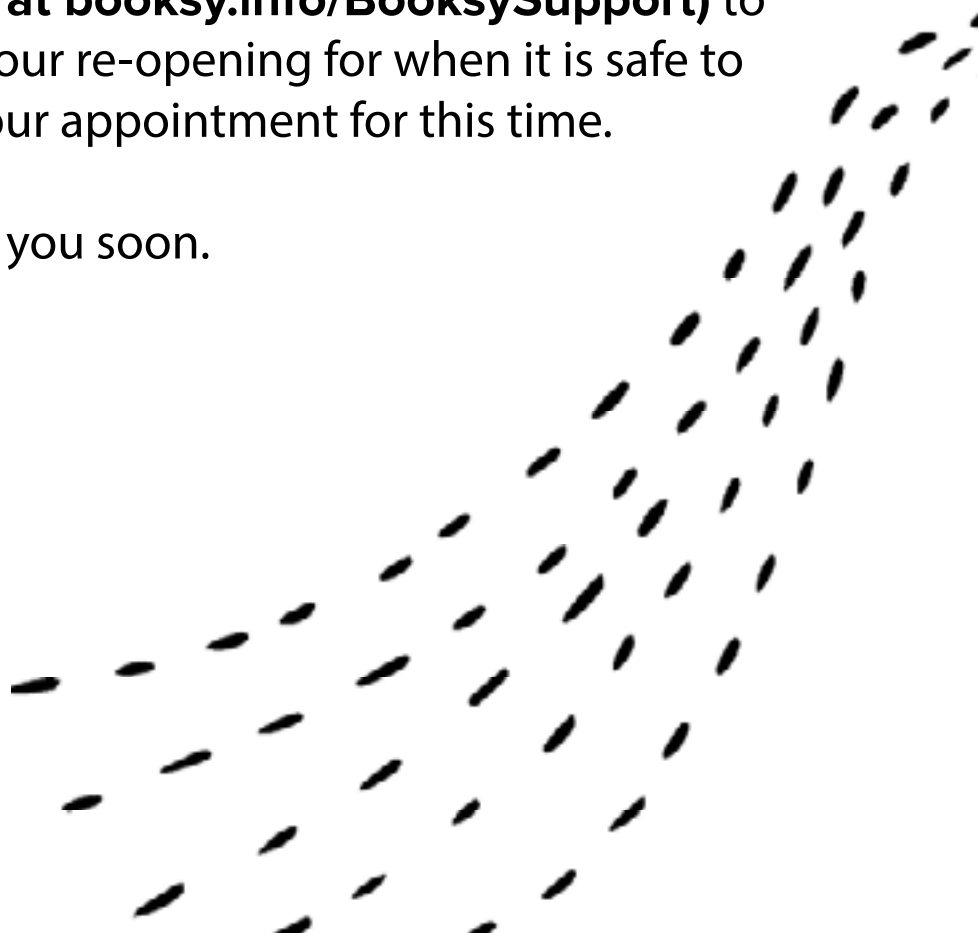 at booksy.info/BooksySupport) to
our re-opening for when it is safe to
our appointment for this time.
you soon.